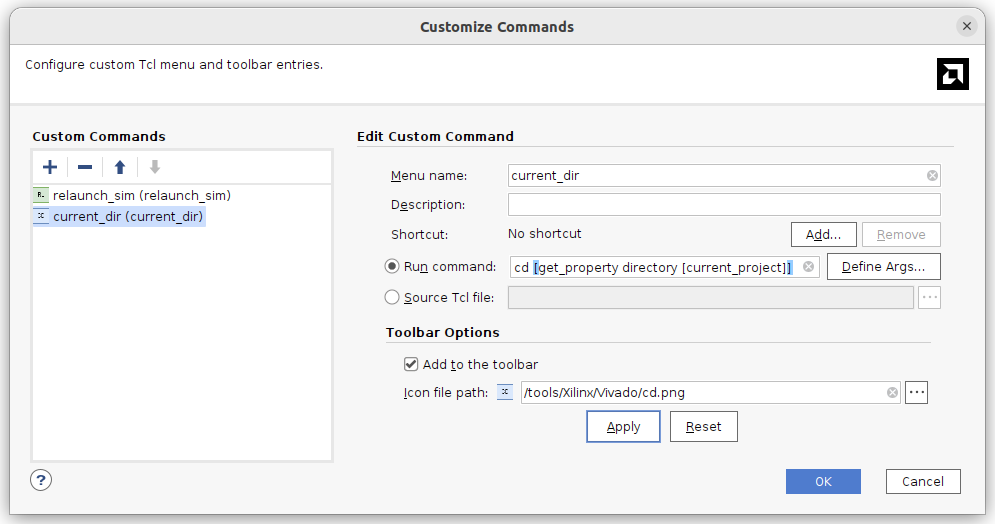 Customize Commands
Configure custom Tcl menu and toolbar entries.
Custom Commands
relaunch_sim (relaunch_sim)
current_dir (current_dir)
Edit Custom Command
Menu name: current_dir
Description:
Shortcut: No shortcut Add... Remove
Run command: cd [get_property directory [current_project]] Define Args...
Source Tcl file: ...
Toolbar Options
Add to the toolbar
Icon file path: /tools/Xilinx/Vivado/cd.png ...
Apply Reset
? OK Cancel